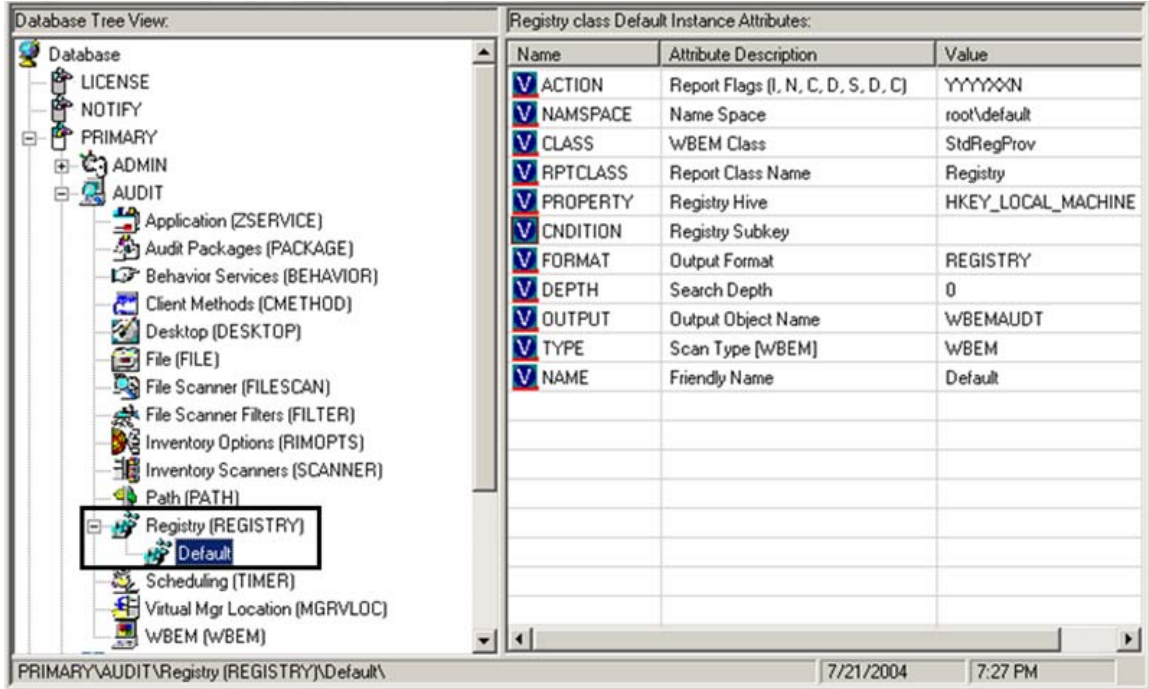 Database Tree View:
Database
LICENSE
NOTIFY
PRIMARY
ADMIN
AUDIT
Application (ZSERVICE)
Audit Packages (PACKAGE)
Behavior Services (BEHAVIOR)
Client Methods (CMETHOD)
Desktop (DESKTOP)
File (FILE)
File Scanner (FILESCAN)
File Scanner Filters (FILTER)
Inventory Options (RIMOPTS)
Inventory Scanners (SCANNER)
Path (PATH)
Registry (REGISTRY)
Default
Scheduling (TIMER)
Virtual Mgr Location (MGRVLOC)
WBEM (WBEM)
Registry class Default Instance Attributes:
Name Attribute Description Value
V ACTION Report Flags (I, N, C, D, S, D, C) YYYYXXN
V NAMSPACE Name Space root\default
V CLASS WBEM Class StdRegProv
V RPTCLASS Report Class Name Registry
V PROPERTY Registry Hive HKEY_LOCAL_MACHINE
V CNDITION Registry Subkey
V FORMAT Output Format REGISTRY
V DEPTH Search Depth 0
V OUTPUT Output Object Name WBEMAUDT
V TYPE Scan Type [WBEM] WBEM
V NAME Friendly Name Default
PRIMARY\AUDIT\Registry (REGISTRY)\Default\ 7/21/2004 7:27 PM